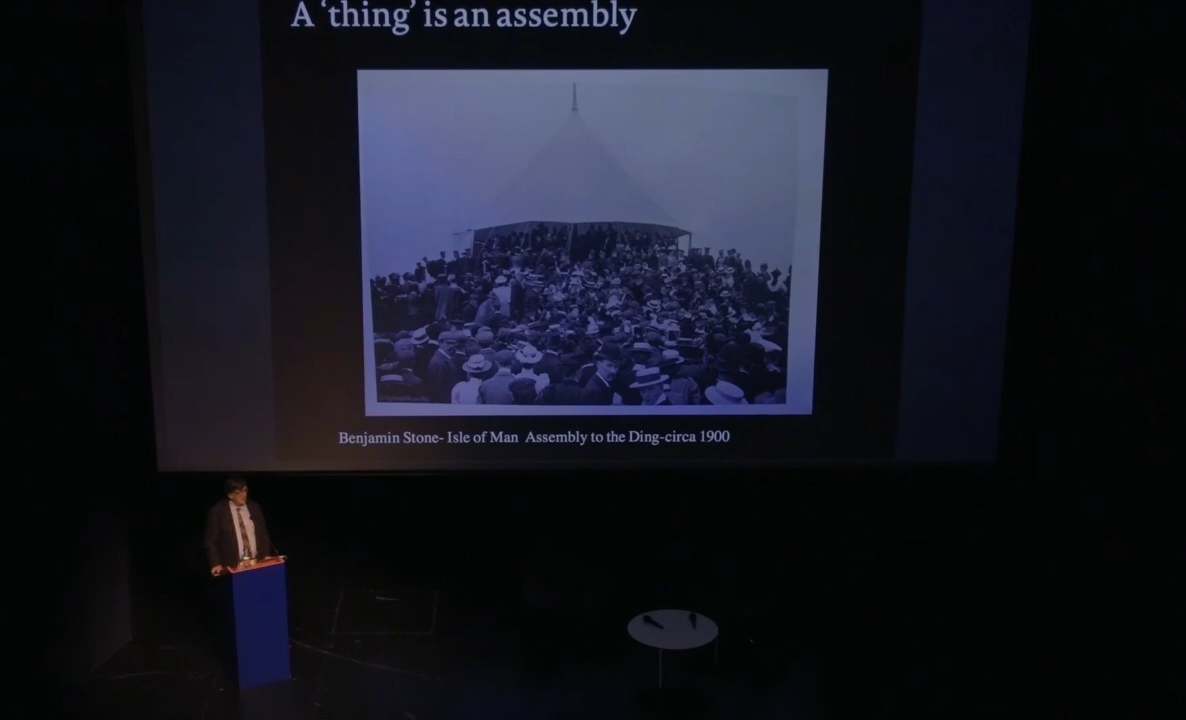 A ‘thing’ is an assembly
Benjamin Stone- Isle of Man Assembly to the Ding-circa 1900